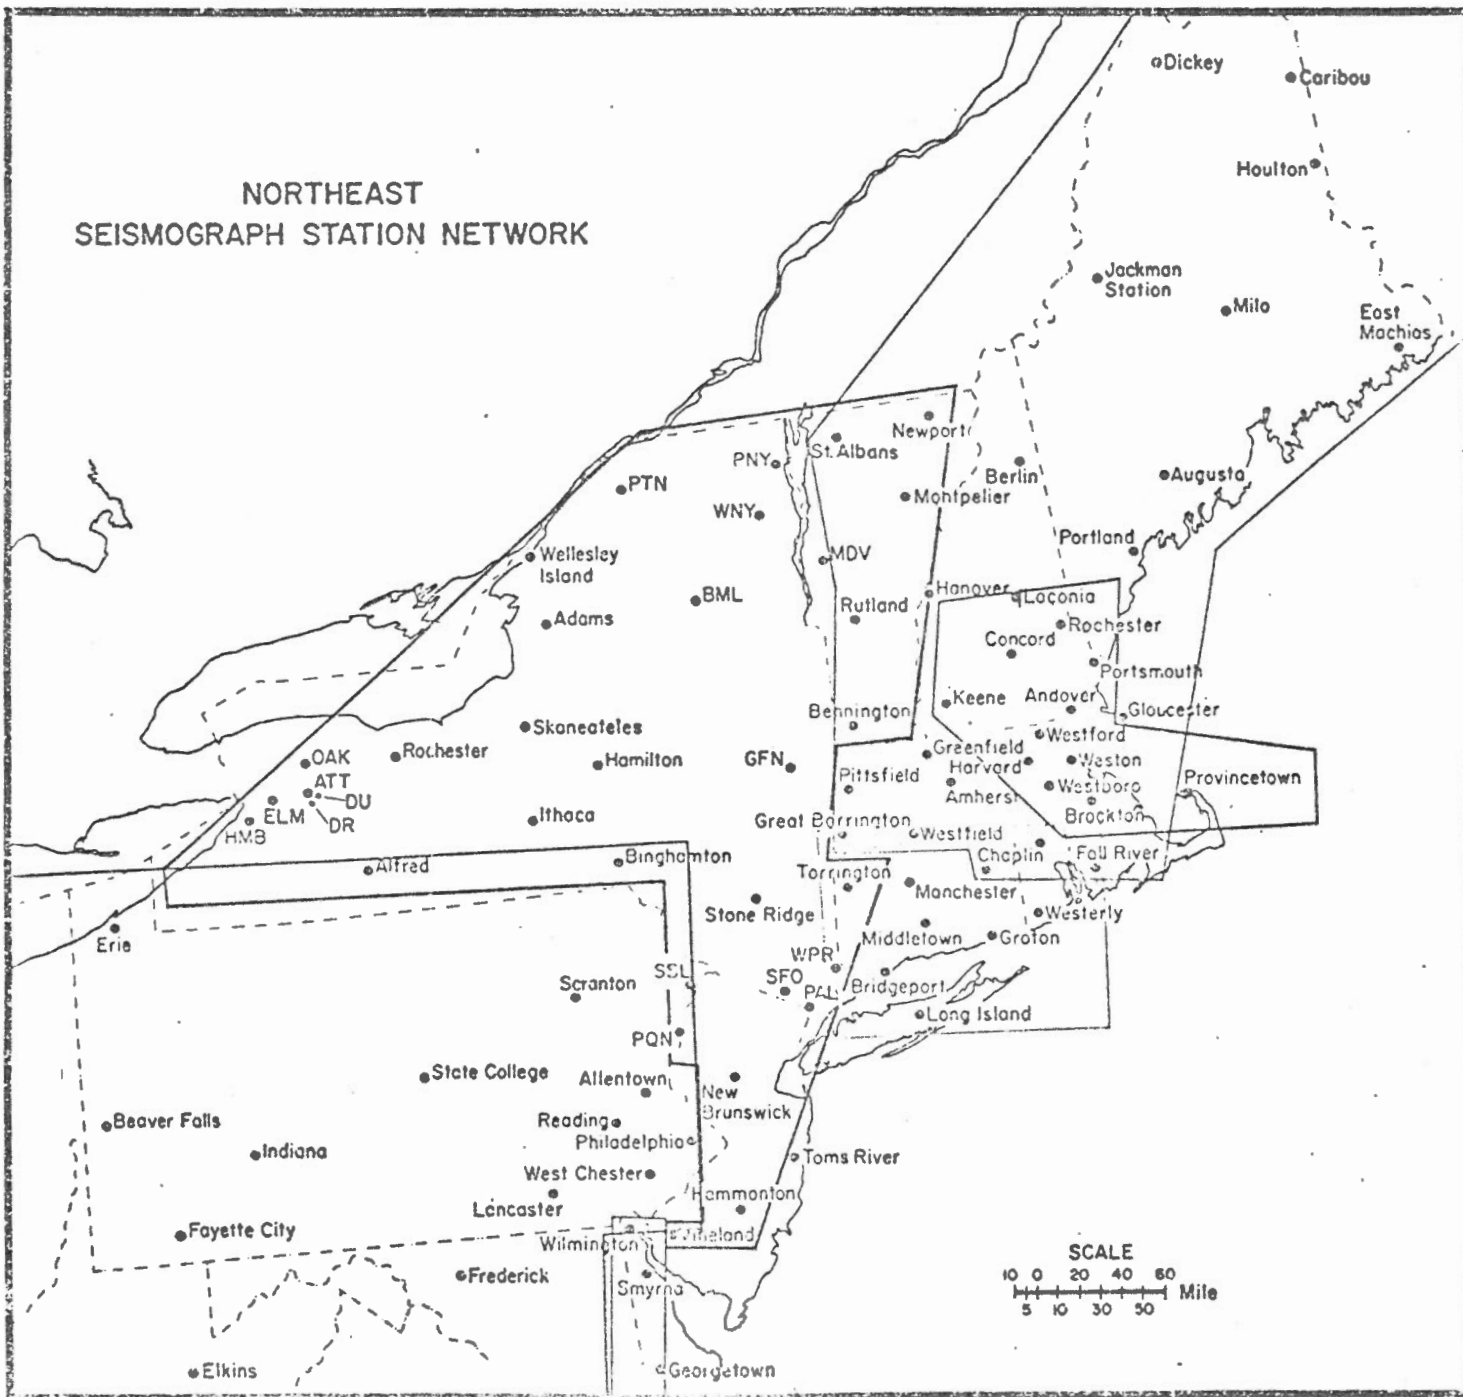 Dickey
Caribou
NORTHEAST
SEISMOGRAPH STATION NETWORK
Houlton
Jackman
Station
Milo
East
Machias
Newport
St. Albans
PNY
Berlin
Augusta
PTN
Montpelier
WNY
Portland
Wellesley
Island
MDV
BML
Hanover
Laconia
Rutland
Adams
Rochester
Concord
Portsmouth
Keene
Andover
Gloucester
Bennington
Skaneateles
Westford
OAK
Rochester
Hamilton
GFN
Greenfield
Harvard
Weston
Pittsfield
ATT
DU
DR
ELM
HMB
Amherst
Westboro
Provincetown
Brockton
Ithaca
Great Barrington
Westfield
Chaplin
Fall River
Alfred
Binghamton
Torrington
Manchester
Stone Ridge
Westerly
Erie
Middletown
Groton
WPR
SSL
Scranton
SFO
PAL
Bridgeport
Long Island
PQN
State College
Allentown
New
Brunswick
Beaver Falls
Reading
Philadelphia
Indiana
Toms River
West Chester
Lancaster
Hammonton
Fayette City
Wilmington
Vineland
Frederick
Smyrna
SCALE
10 0 20 40 60
Mile
5 10 30 50
Elkins
Georgetown